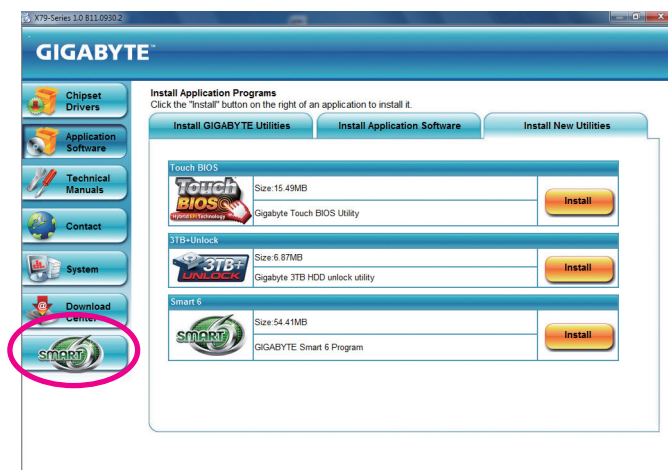 X79-Series 1.0 B11.0930.2
GIGABYTE™
Chipset
Drivers
Application
Software
Technical
Manuals
Contact
System
Download
Center
SMART6
Install Application Programs
Click the "Install" button on the right of an application to install it.
Install GIGABYTE Utilities
Install Application Software
Install New Utilities
Touch BIOS
Touch
BIOS
Hybrid EFI Technology
Size:15.49MB
Gigabyte Touch BIOS Utility
Install
3TB+Unlock
3TB+
UNLOCK
Size:6.87MB
Gigabyte 3TB HDD unlock utility
Install
Smart 6
SMART6
Size:54.41MB
GIGABYTE Smart 6 Program
Install